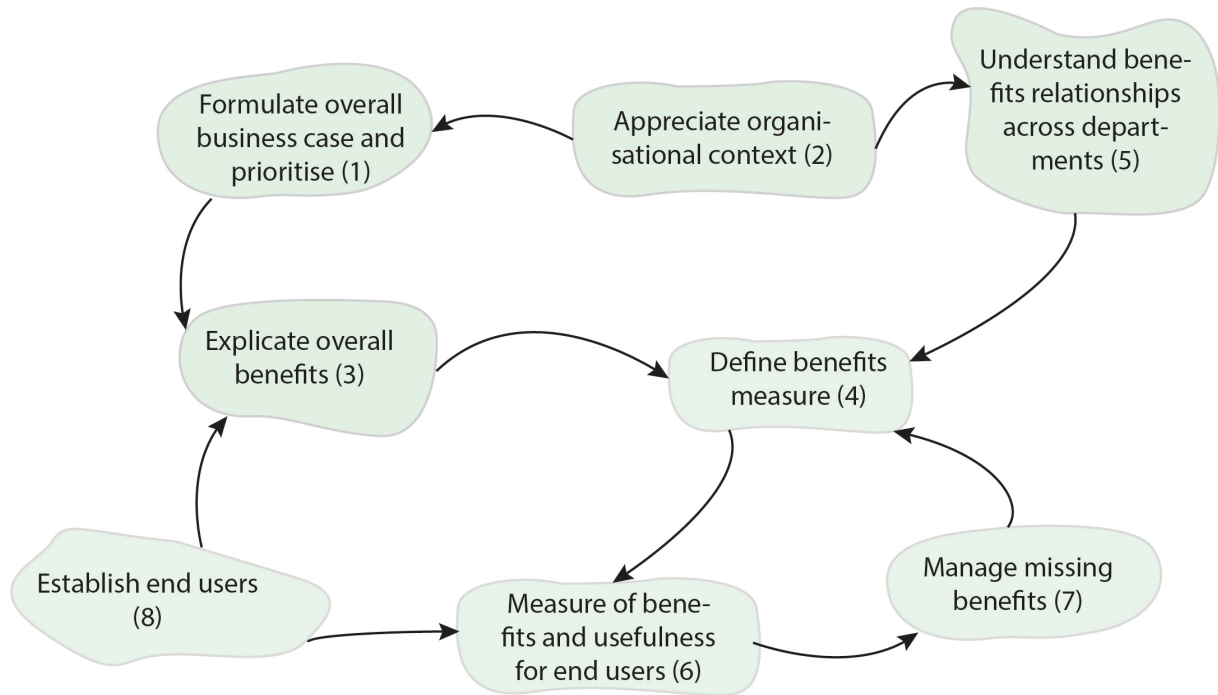 Formulate overall
business case and
prioritise (1)
Appreciate organi-
sational context (2)
Understand bene-
fits relationships
across depart-
ments (5)
Explicate overall
benefits (3)
Define benefits
measure (4)
Establish end users
(8)
Measure of bene-
fits and usefulness
for end users (6)
Manage missing
benefits (7)